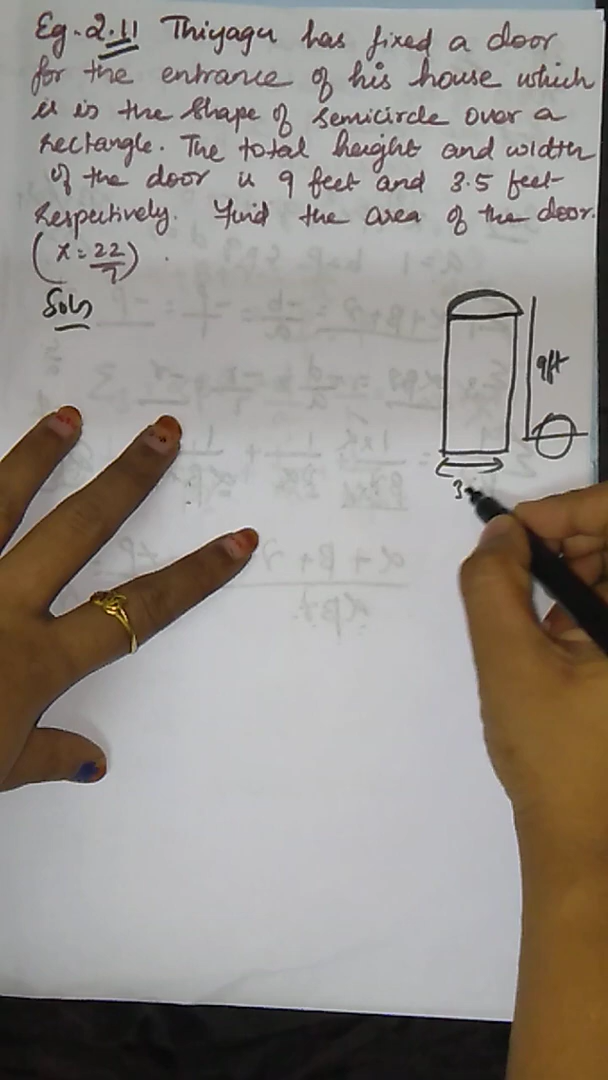 Eg. 2.11 Thiyagu has fixed a door
for the entrance of his house which
is in the shape of semicircle over a
rectangle. The total height and width
of the door is 9 feet and 3.5 feet
respectively. Find the area of the door.
(π = 22/7)
Soln
9ft
3.